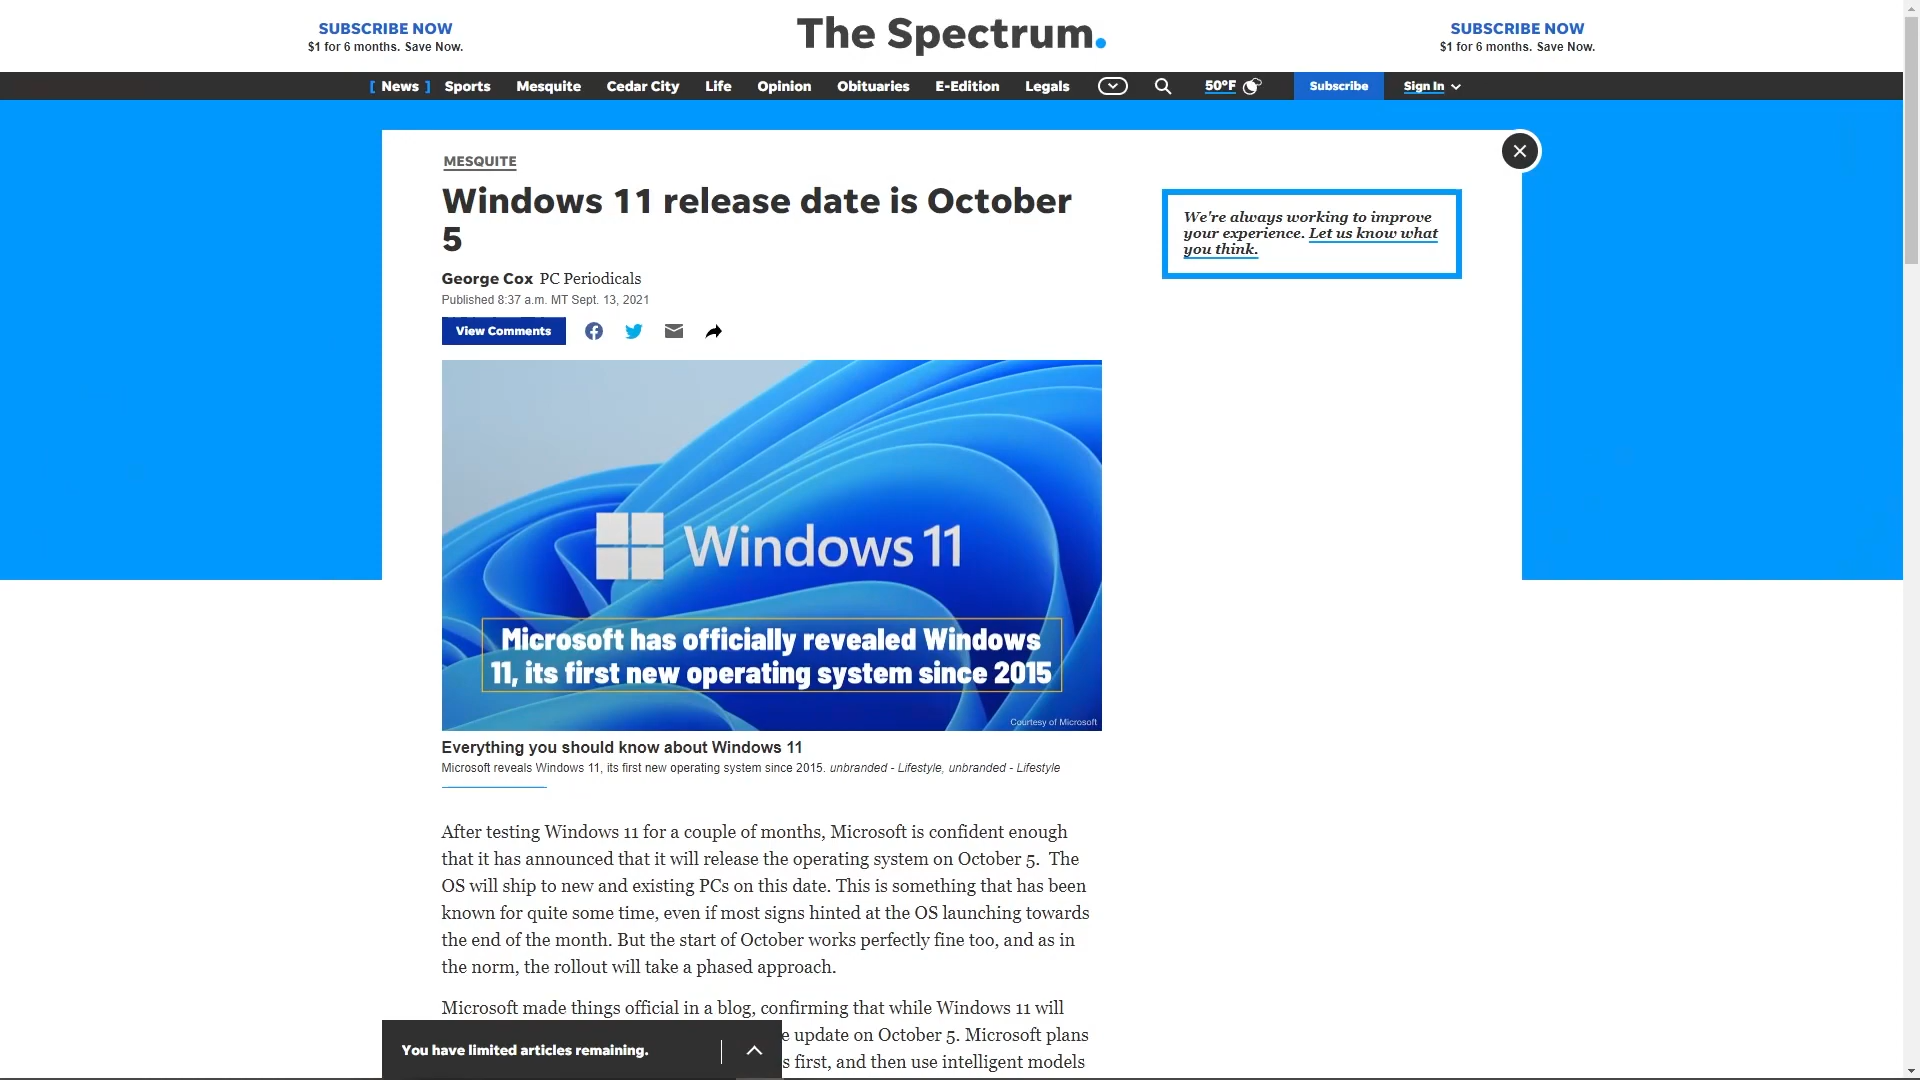 SUBSCRIBE NOW
$1 for 6 months. Save Now.
The Spectrum.
SUBSCRIBE NOW
$1 for 6 months. Save Now.
[ News ] Sports Mesquite Cedar City Life Opinion Obituaries E-Edition Legals 50°F Subscribe Sign In
MESQUITE
Windows 11 release date is October
5
George Cox PC Periodicals
Published 8:37 a.m. MT Sept. 13, 2021
View Comments
We're always working to improve
your experience. Let us know what
you think.
Windows 11
Microsoft has officially revealed Windows
11, its first new operating system since 2015
Courtesy of Microsoft
Everything you should know about Windows 11
Microsoft reveals Windows 11, its first new operating system since 2015. unbranded - Lifestyle, unbranded - Lifestyle
After testing Windows 11 for a couple of months, Microsoft is confident enough
that it has announced that it will release the operating system on October 5. The
OS will ship to new and existing PCs on this date. This is something that has been
known for quite some time, even if most signs hinted at the OS launching towards
the end of the month. But the start of October works perfectly fine too, and as in
the norm, the rollout will take a phased approach.
Microsoft made things official in a blog, confirming that while Windows 11 will
update on October 5. Microsoft plans
first, and then use intelligent models
You have limited articles remaining.